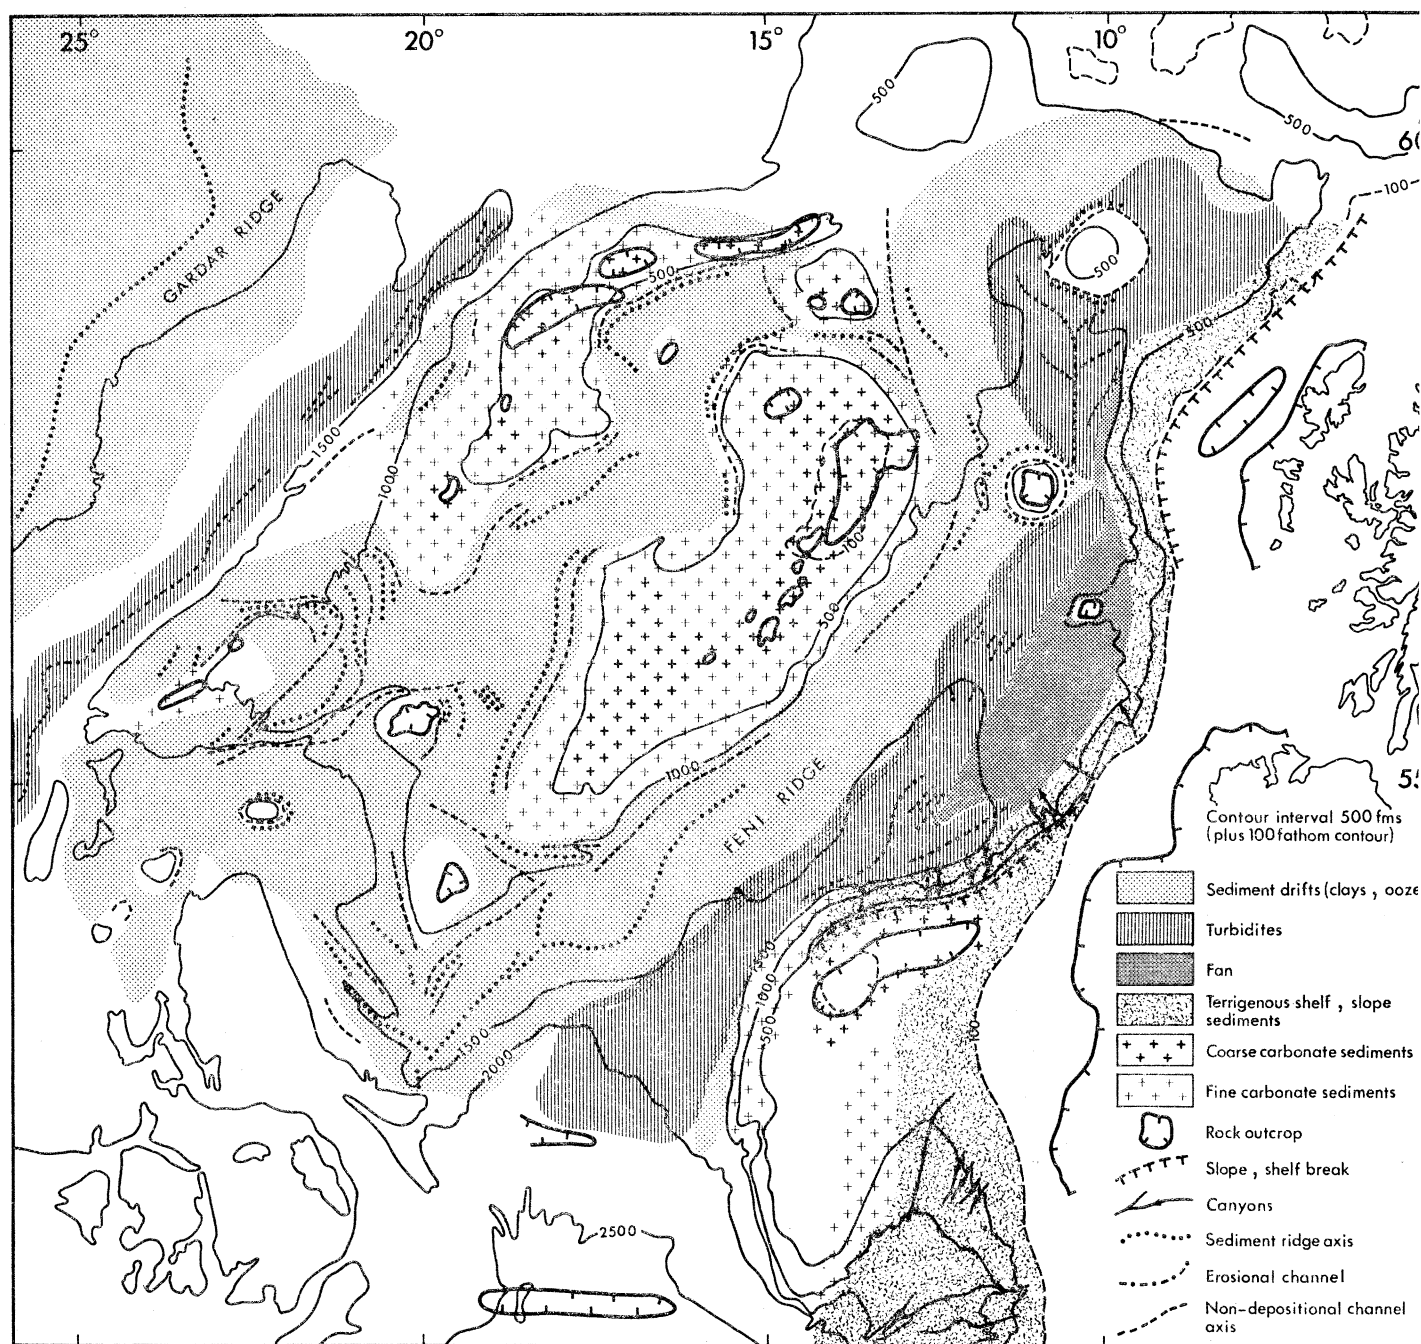 25° 20° 15° 10°
500
500
60
100
GARDAR RIDGE
500
500
500
1500
1000
100
500
1000
FENI RIDGE
55
Contour interval 500 fms
(plus 100 fathom contour)
Sediment drifts (clays , ooze
Turbidites
Fan
1500
1000
500
Terrigenous shelf , slope
sediments
100
1500
2000
Coarse carbonate sediments
Fine carbonate sediments
Rock outcrop
Slope , shelf break
Canyons
2500
Sediment ridge axis
Erosional channel
Non-depositional channel
axis